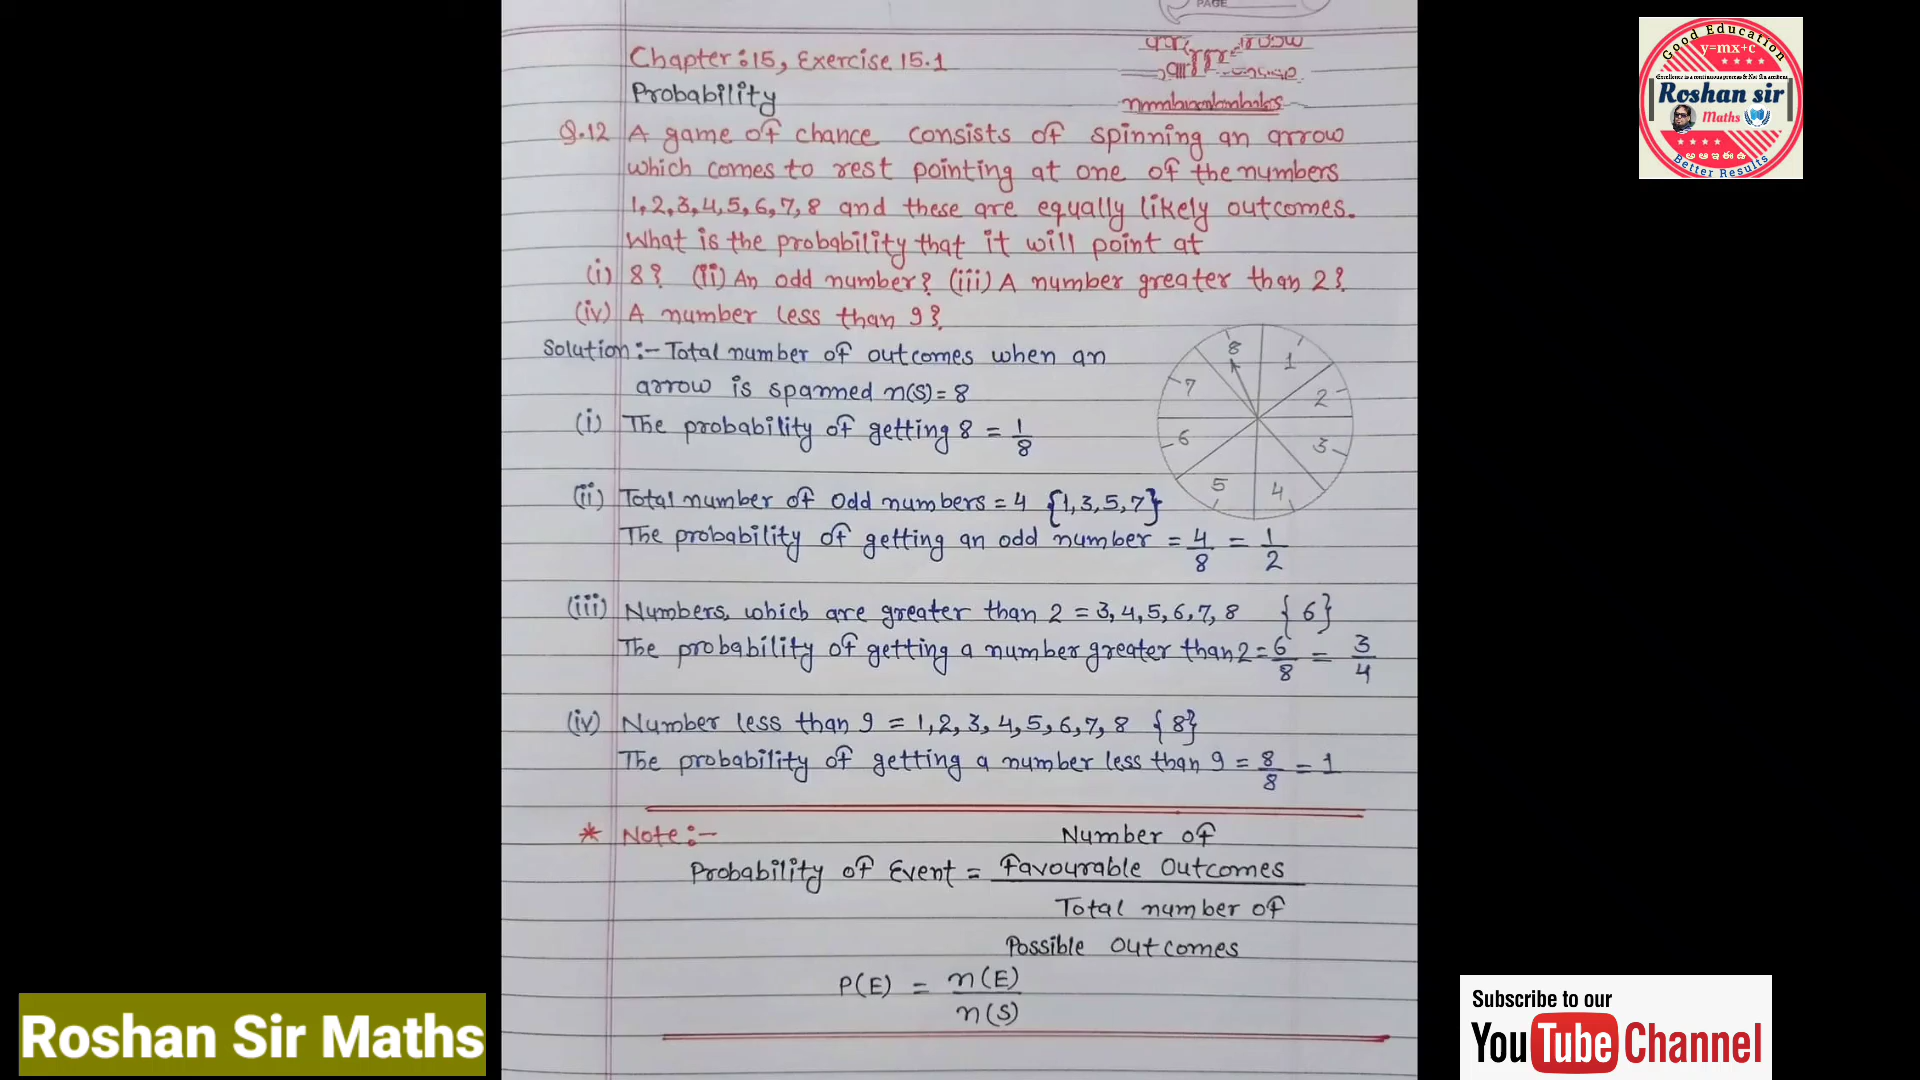 PAGE
Chapter:15, Exercise 15.1
Probability
Q.12 A game of chance consists of spinning an arrow
which comes to rest pointing at one of the numbers
1,2,3,4,5,6,7,8 and these are equally likely outcomes.
What is the probability that it will point at
(i) 8? (ii) An odd number? (iii) A number greater than 2?
(iv) A number less than 9?
Solution:- Total number of outcomes when an
arrow is spanned n(S)= 8
(i) The probability of getting 8 = 1/8
(ii) Total number of odd numbers = 4 {1,3,5,7}
The probability of getting an odd number = 4/8 = 1/2
(iii) Numbers, which are greater than 2 = 3,4,5,6,7,8 {6}
The probability of getting a number greater than 2 = 6/8 = 3/4
(iv) Number less than 9 = 1,2,3,4,5,6,7,8 {8}
The probability of getting a number less than 9 = 8/8 = 1
8 1
7 2
6 3
5 4
* Note:-
Number of
Probability of Event = Favourable Outcomes
Total number of
Possible Outcomes
P(E) = n(E)
n(S)
Good Education
y=mx+c
Roshan sir
Maths
Better Results
Roshan Sir Maths
Subscribe to our
YouTube Channel